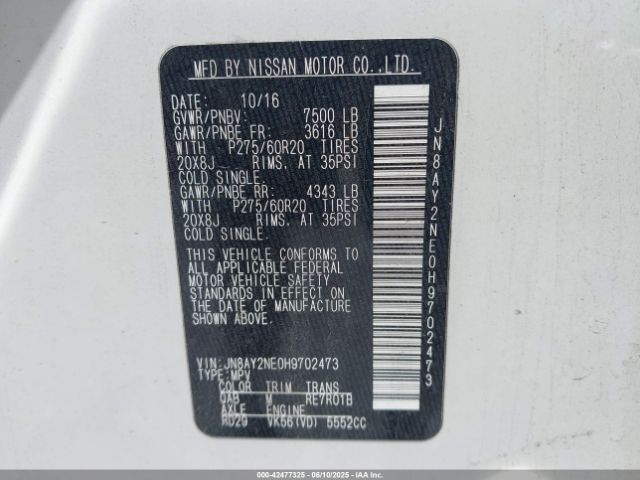 MFD BY NISSAN MOTOR CO.,LTD.
DATE: 10/16
GVWR/PNBV: 7500 LB
GAWR/PNBE FR: 3616 LB
WITH P275/60R20 TIRES
20X8J RIMS. AT 35PSI
COLD SINGLE.
GAWR/PNBE RR: 4343 LB
WITH P275/60R20 TIRES
20X8J RIMS. AT 35PSI
COLD SINGLE.
THIS VEHICLE CONFORMS TO
ALL APPLICABLE FEDERAL
MOTOR VEHICLE SAFETY
STANDARDS IN EFFECT ON
THE DATE OF MANUFACTURE
SHOWN ABOVE.
VIN:JN8AY2NE0H9702473
TYPE:MPV
COLOR TRIM TRANS
QAB M RE7R01B
AXLE ENGINE
RD29 VK56(VD) 5552CC
JN8AY2NE0H9702473
000-42477325 - 06/10/2025 - IAAI.COM